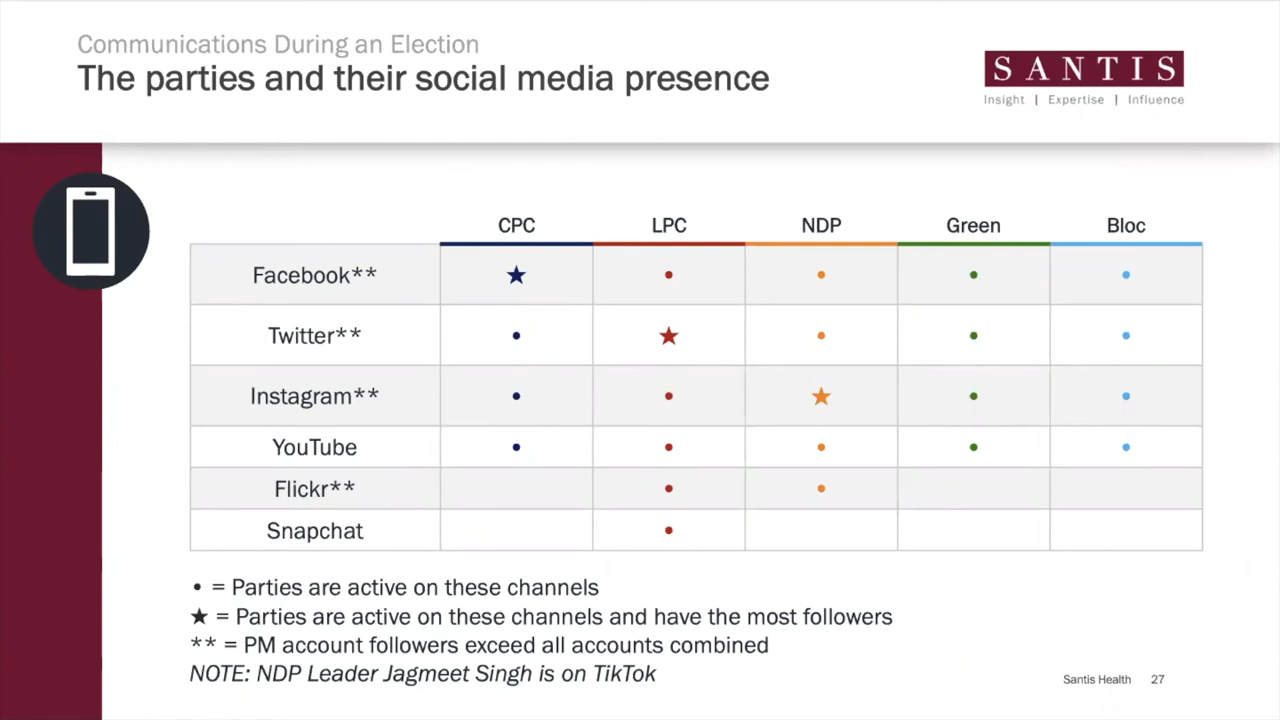 Communications During an Election
The parties and their social media presence
SANTIS
Insight | Expertise | Influence
CPC LPC NDP Green Bloc
Facebook** ★ • • • •
Twitter** • ★ • • •
Instagram** • • ★ • •
YouTube • • • • •
Flickr** • •
Snapchat •
• = Parties are active on these channels
★ = Parties are active on these channels and have the most followers
** = PM account followers exceed all accounts combined
NOTE: NDP Leader Jagmeet Singh is on TikTok
Santis Health 27